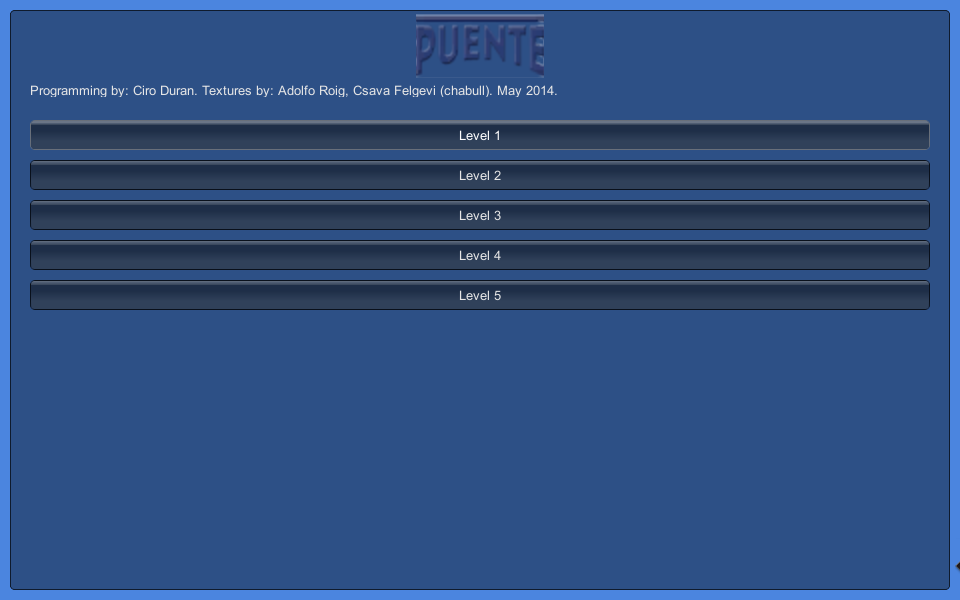 PUENTE
Programming by: Ciro Duran. Textures by: Adolfo Roig, Csava Felgevi (chabull). May 2014.
Level 1
Level 2
Level 3
Level 4
Level 5